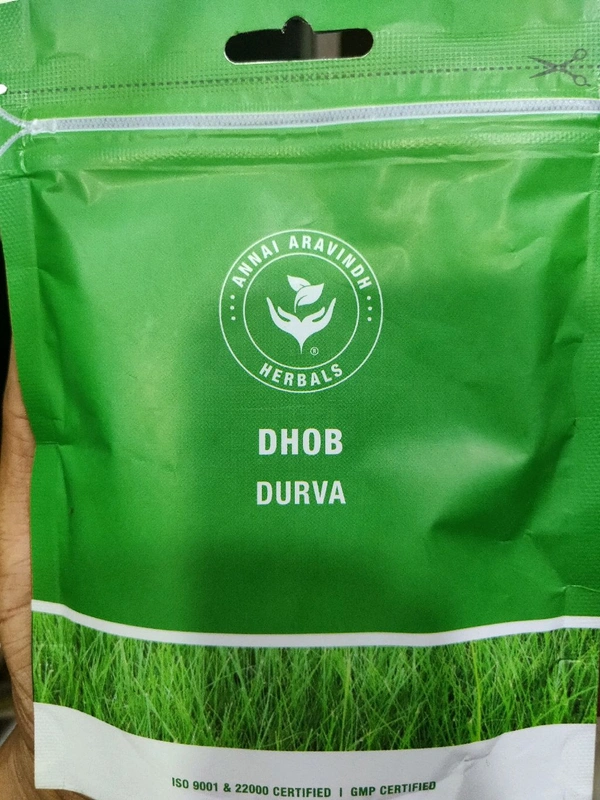 ANNAI ARAVINDH
®
HERBALS
DHOB
DURVA
ISO 9001 & 22000 CERTIFIED | GMP CERTIFIED